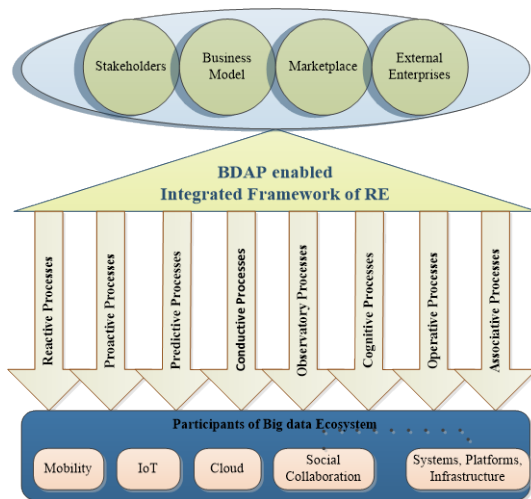 Stakeholders
Business
Model
Marketplace
External
Enterprises
BDAP enabled
Integrated Framework of RE
Reactive Processes
Proactive Processes
Predictive Processes
Conductive Processes
Observatory Processes
Cognitive Processes
Operative Processes
Associative Processes
Participants of Big data Ecosystem
Mobility
IoT
Cloud
Social
Collaboration
Systems, Platforms,
Infrastructure